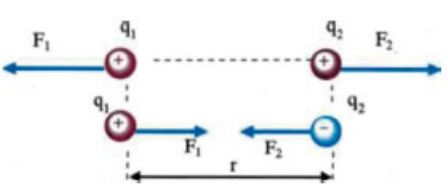 F₁ q₁ q₂ F₂
+ +
q₁ q₂
+ −
F₁ F₂
r